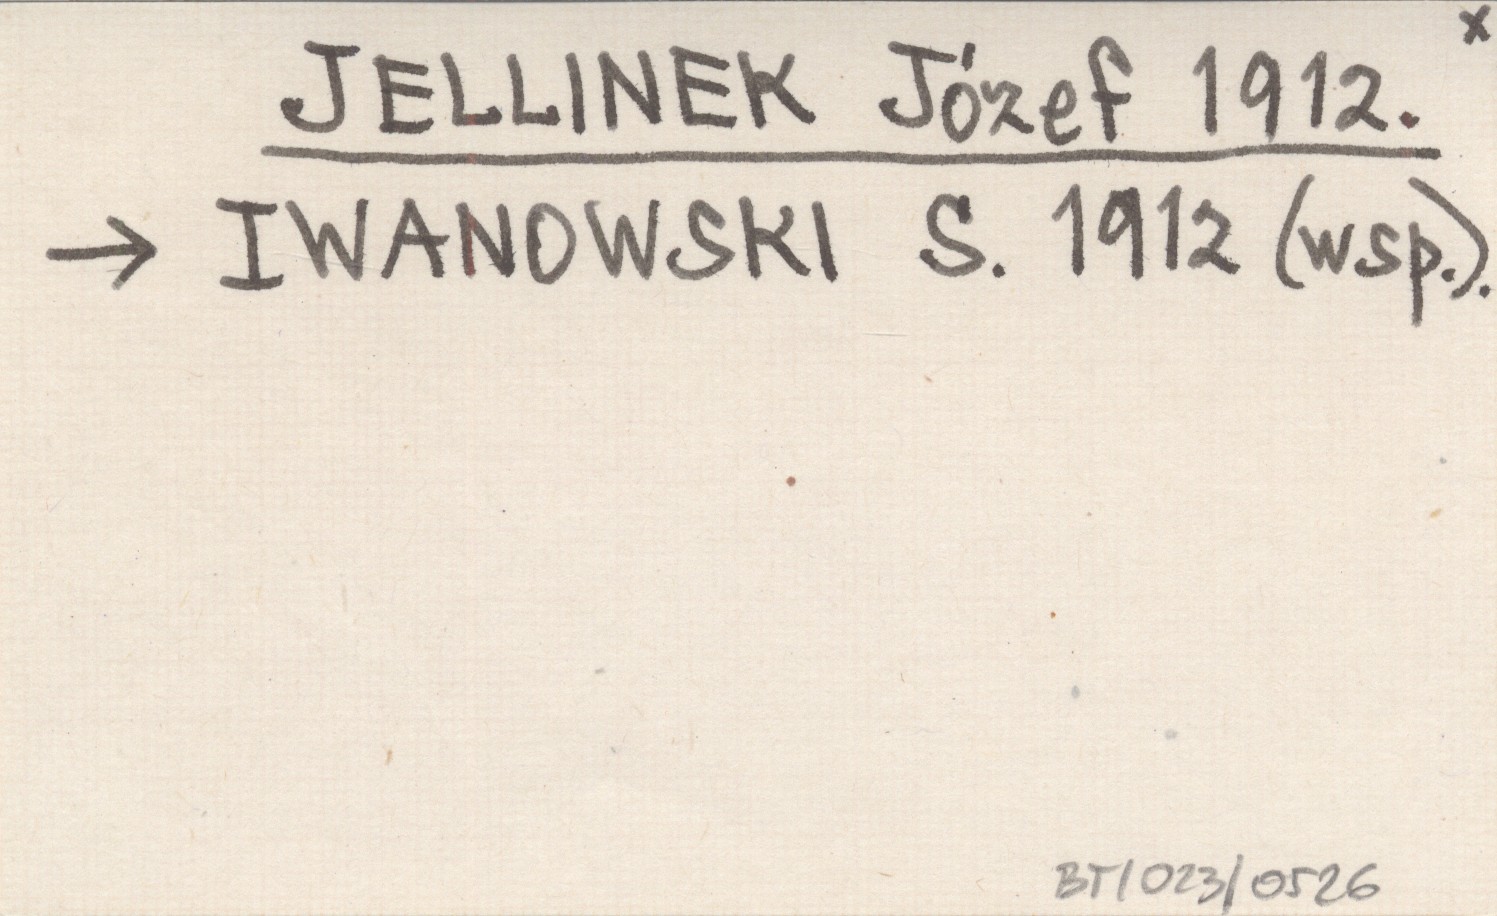 x
JELLINEK Józef 1912.
→ IWANOWSKI S. 1912 (wsp.).
BT/023/0526